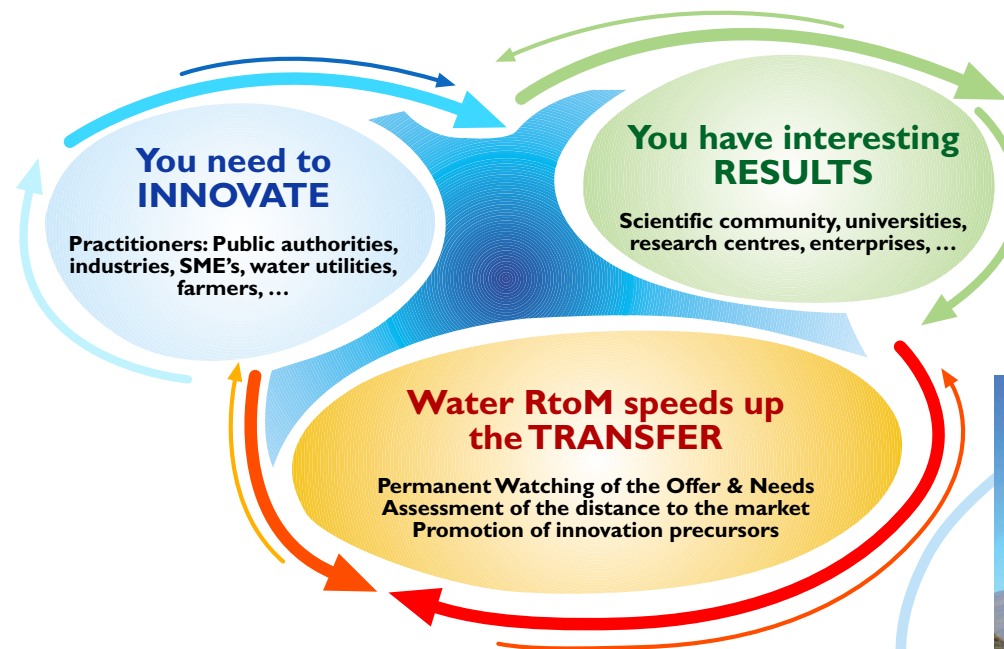 You need to
INNOVATE
Practitioners: Public authorities,
industries, SME's, water utilities,
farmers, …
You have interesting
RESULTS
Scientific community, universities,
research centres, enterprises, …
Water RtoM speeds up
the TRANSFER
Permanent Watching of the Offer & Needs
Assessment of the distance to the market
Promotion of innovation precursors